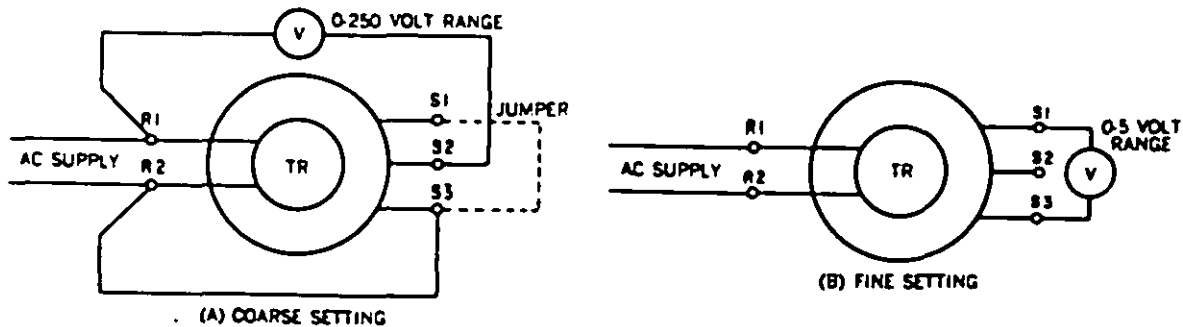 0-250 VOLT RANGE
V
S1
JUMPER
R1
S2
AC SUPPLY
TR
R2
S3
(A) COARSE SETTING
S1
0-5 VOLT
RANGE
R1
S2
V
AC SUPPLY
TR
R2
S3
(B) FINE SETTING